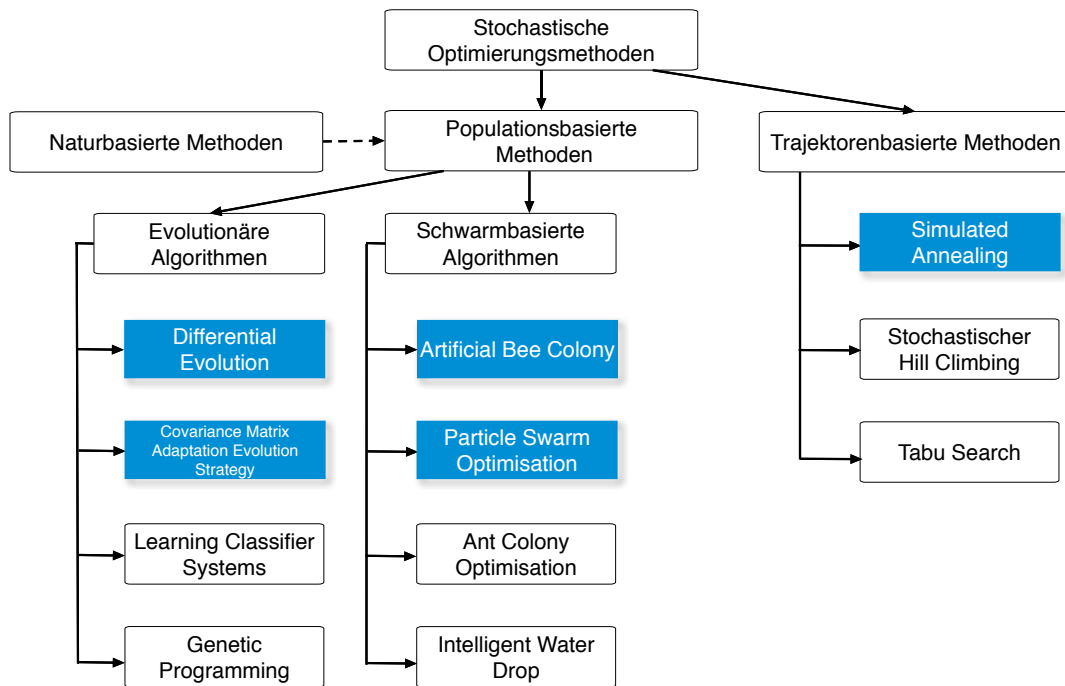 Stochastische
Optimierungsmethoden
Naturbasierte Methoden
Populationsbasierte
Methoden
Trajektorenbasierte Methoden
Evolutionäre
Algorithmen
Schwarmbasierte
Algorithmen
Simulated
Annealing
Differential
Evolution
Artificial Bee Colony
Stochastischer
Hill Climbing
Covariance Matrix
Adaptation Evolution
Strategy
Particle Swarm
Optimisation
Tabu Search
Learning Classifier
Systems
Ant Colony
Optimisation
Genetic
Programming
Intelligent Water
Drop